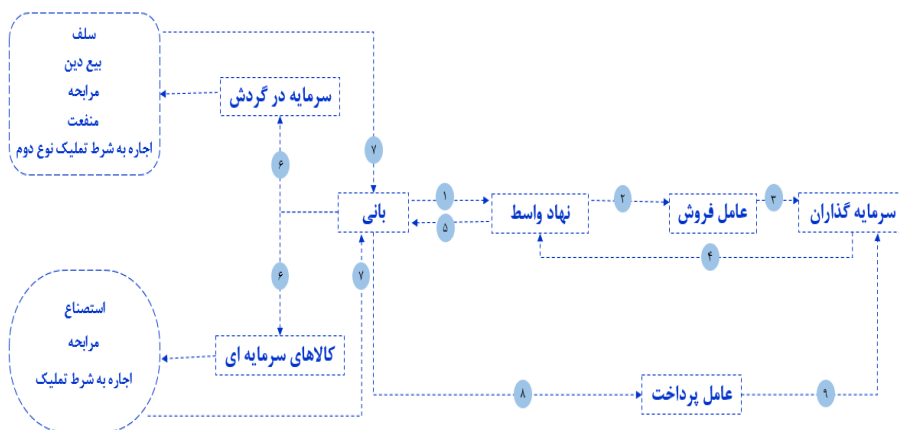 سلف
بیع دین
مرابحه
منفعت
اجاره به شرط تملیک نوع دوم
سرمایه در گردش
۷
۶
بانی
۱
۵
نهاد واسط
۲
عامل فروش
۳
سرمایه گذاران
۴
۶
۷
استصناع
مرابحه
اجاره به شرط تملیک
کالاهای سرمایه ای
۸
عامل پرداخت
۹